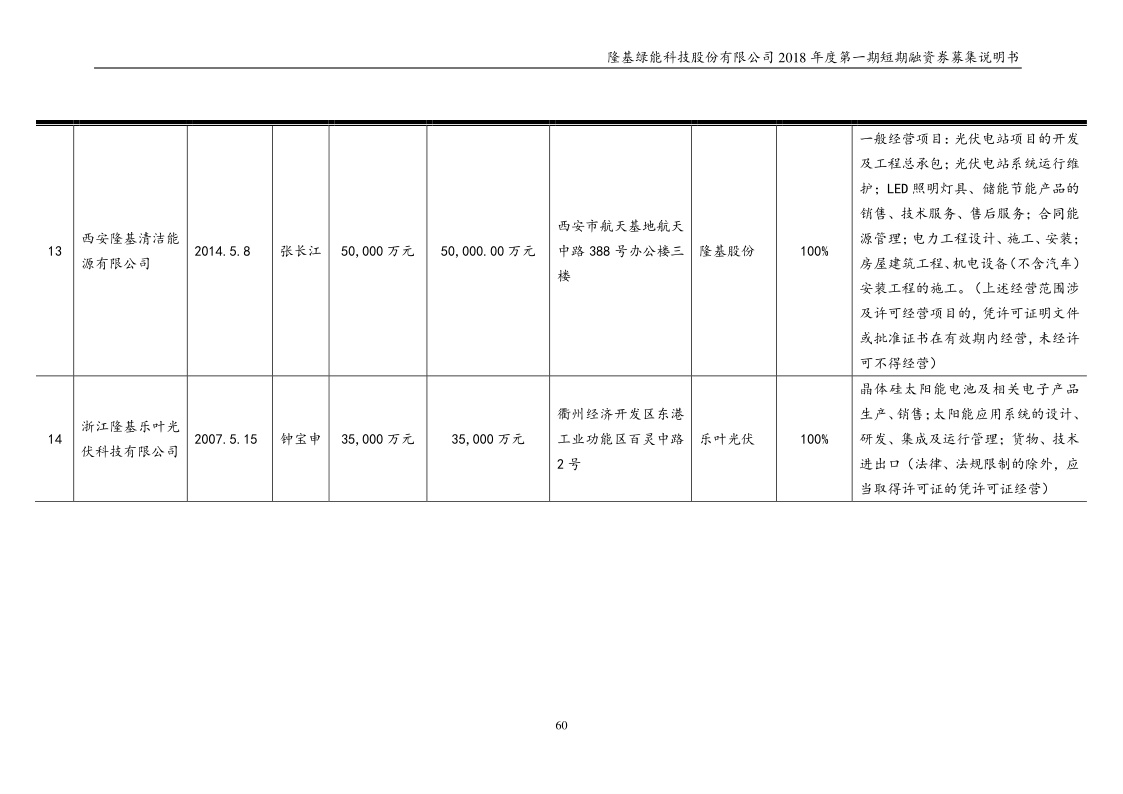 隆基绿能科技股份有限公司 2018 年度第一期短期融资券募集说明书
13
西安隆基清洁能
源有限公司
2014.5.8
张长江
50,000 万元
50,000.00 万元
西安市航天基地航天
中路 388 号办公楼三
楼
隆基股份
100%
一般经营项目：光伏电站项目的开发
及工程总承包；光伏电站系统运行维
护；LED 照明灯具、储能节能产品的
销售、技术服务、售后服务；合同能
源管理；电力工程设计、施工、安装；
房屋建筑工程、机电设备（不含汽车）
安装工程的施工。（上述经营范围涉
及许可经营项目的，凭许可证明文件
或批准证书在有效期内经营，未经许
可不得经营）
14
浙江隆基乐叶光
伏科技有限公司
2007.5.15
钟宝申
35,000 万元
35,000 万元
衢州经济开发区东港
工业功能区百灵中路
2 号
乐叶光伏
100%
晶体硅太阳能电池及相关电子产品
生产、销售；太阳能应用系统的设计、
研发、集成及运行管理；货物、技术
进出口（法律、法规限制的除外，应
当取得许可证的凭许可证经营）
60